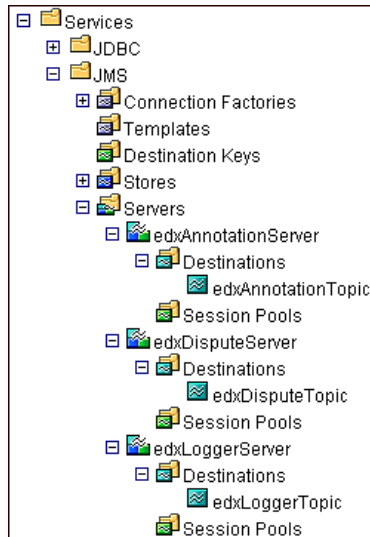 Services
JDBC
JMS
Connection Factories
Templates
Destination Keys
Stores
Servers
edxAnnotationServer
Destinations
edxAnnotationTopic
Session Pools
edxDisputeServer
Destinations
edxDisputeTopic
Session Pools
edxLoggerServer
Destinations
edxLoggerTopic
Session Pools